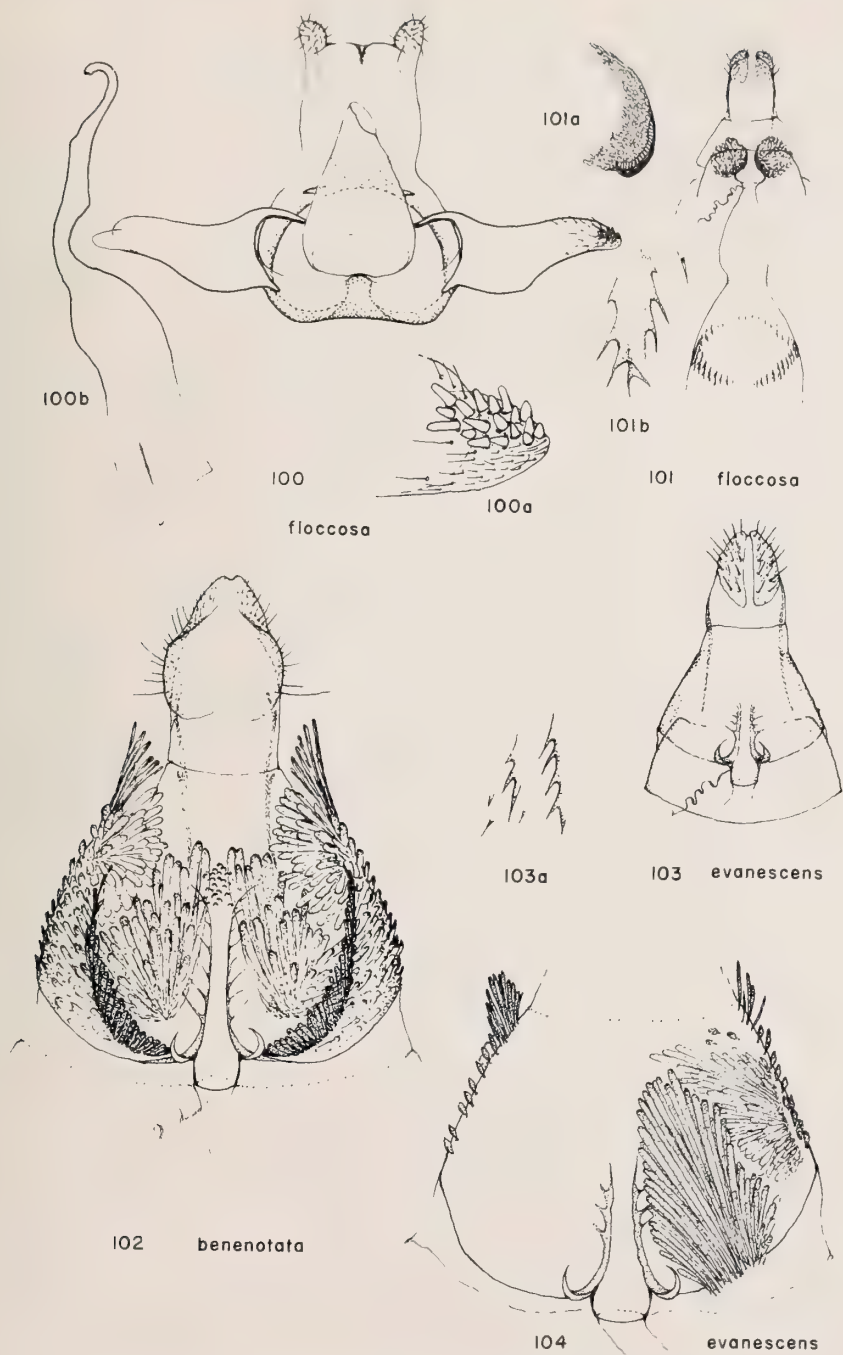 101a
100b
101b
100
100a
101 floccosa
floccosa
103a
103 evanescens
102 benenotata
104 evanescens